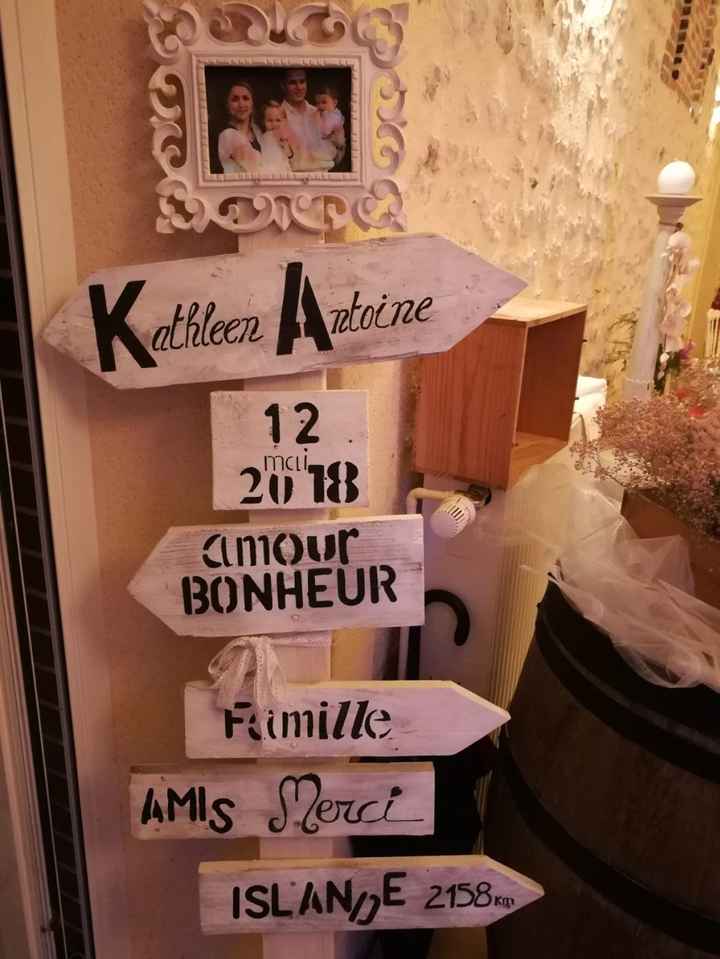 Kathleen Antoine
12
mai
2018
amour
BONHEUR
Famille
AMIS Merci
ISLANDE 2158 Km